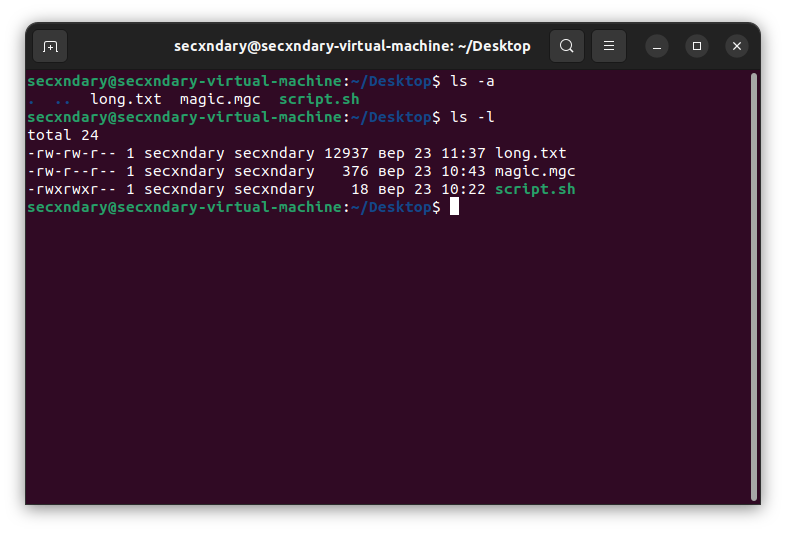 secxndary@secxndary-virtual-machine: ~/Desktop
secxndary@secxndary-virtual-machine:~/Desktop$ ls -a
.  ..  long.txt  magic.mgc  script.sh
secxndary@secxndary-virtual-machine:~/Desktop$ ls -l
total 24
-rw-rw-r-- 1 secxndary secxndary 12937 вер 23 11:37 long.txt
-rw-r--r-- 1 secxndary secxndary   376 вер 23 10:43 magic.mgc
-rwxrwxr-- 1 secxndary secxndary    18 вер 23 10:22 script.sh
secxndary@secxndary-virtual-machine:~/Desktop$